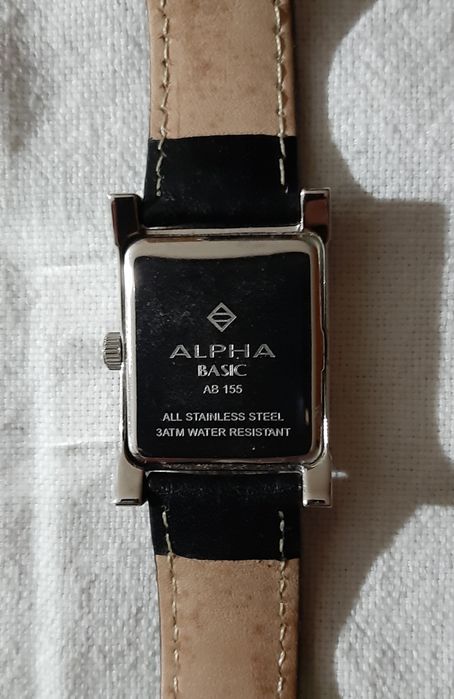 ALPHA
BASIC
AB 155
ALL STAINLESS STEEL
3ATM WATER RESISTANT